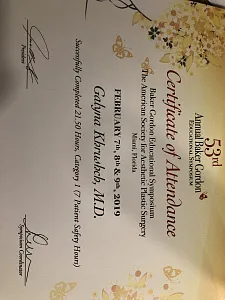 53rd
Annual Baker Gordon
EDUCATIONAL SYMPOSIUM
Certificate of Attendance
Baker Gordon Educational Symposium
The American Society for Aesthetic Plastic Surgery
Miami, Florida
FEBRUARY 7th, 8th & 9th, 2019
Galyna Khrushch, M.D.
Successfully Completed 21.50 Hours, Category 1 (7 Patient Safety Hours)
President
Symposium Coordinator